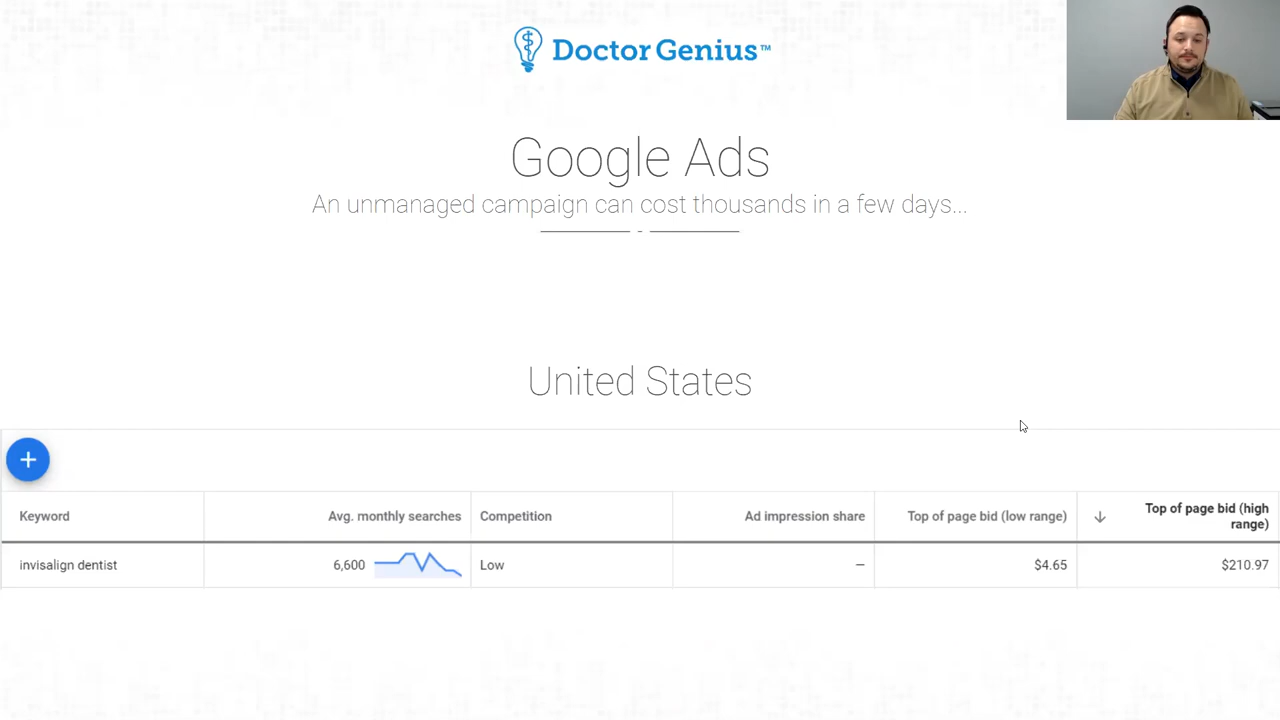 Doctor Genius™
Google Ads
An unmanaged campaign can cost thousands in a few days...
United States
+
Keyword Avg. monthly searches Competition Ad impression share Top of page bid (low range) ↓ Top of page bid (high range)
invisalign dentist 6,600 Low – $4.65 $210.97